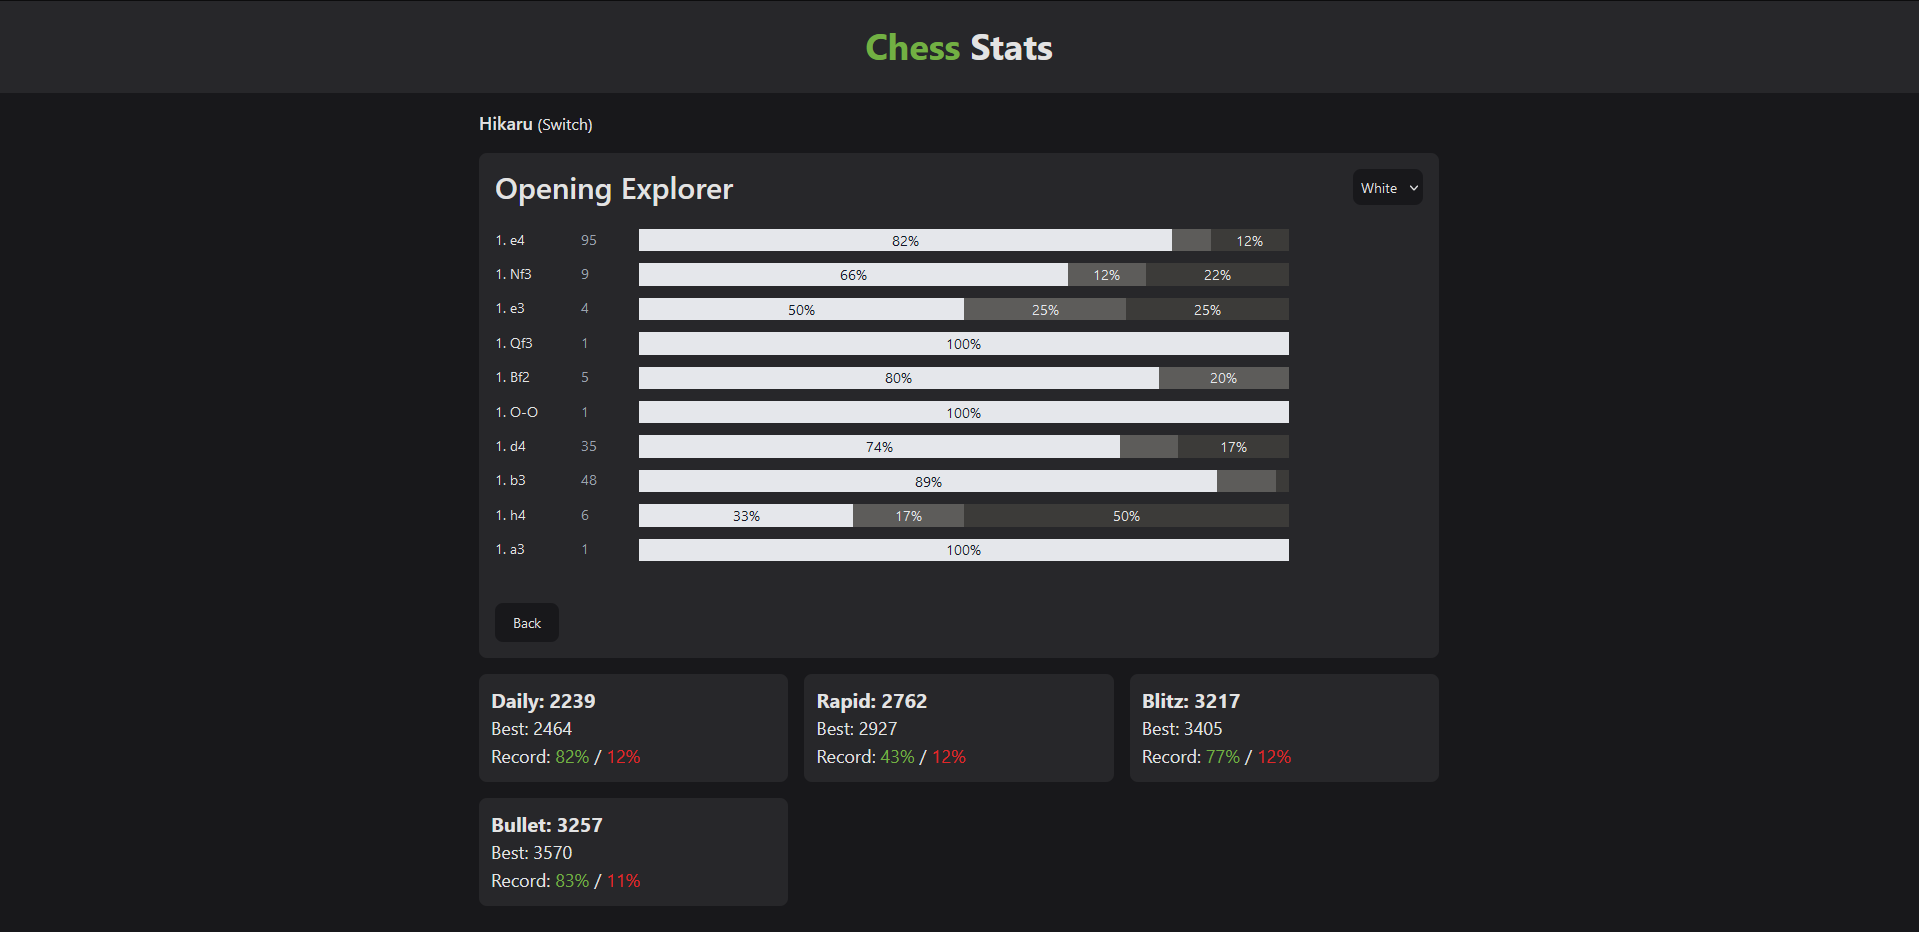 Chess Stats
Hikaru (Switch)
Opening Explorer
White
1. e4 95 82% 12%
1. Nf3 9 66% 12% 22%
1. e3 4 50% 25% 25%
1. Qf3 1 100%
1. Bf2 5 80% 20%
1. O-O 1 100%
1. d4 35 74% 17%
1. b3 48 89%
1. h4 6 33% 17% 50%
1. a3 1 100%
Back
Daily: 2239
Best: 2464
Record: 82% / 12%
Rapid: 2762
Best: 2927
Record: 43% / 12%
Blitz: 3217
Best: 3405
Record: 77% / 12%
Bullet: 3257
Best: 3570
Record: 83% / 11%